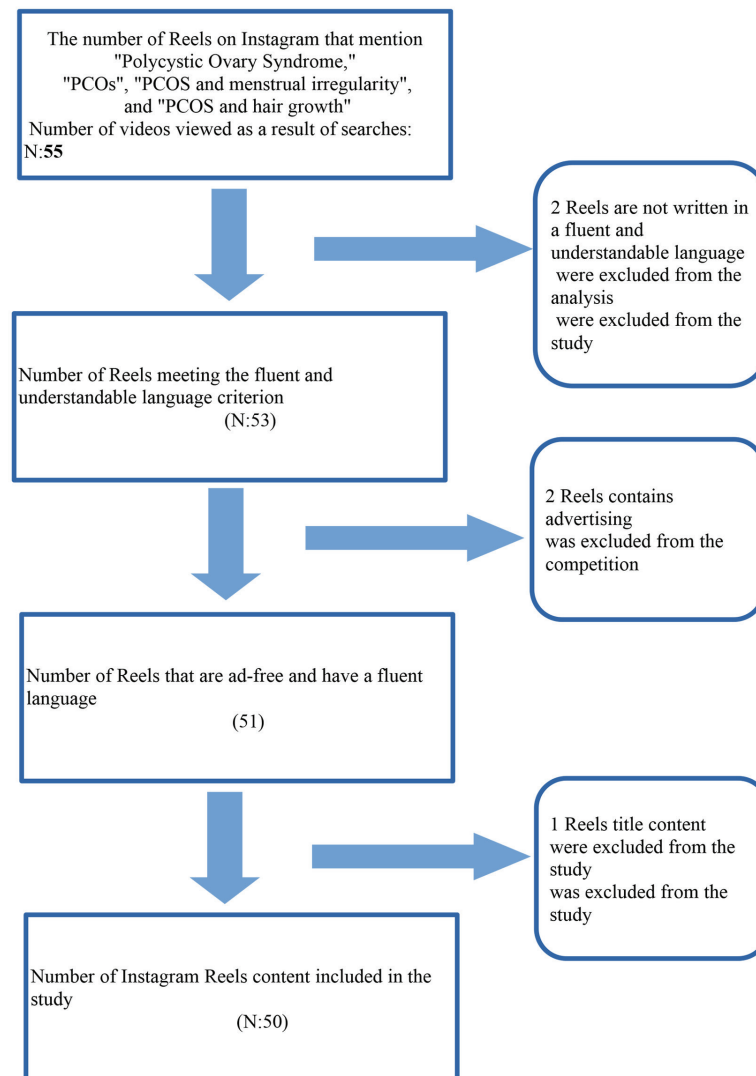 The number of Reels on Instagram that mention
"Polycystic Ovary Syndrome,"
"PCOs", "PCOS and menstrual irregularity",
and "PCOS and hair growth"
Number of videos viewed as a result of searches:
N:55
2 Reels are not written in
a fluent and
understandable language
were excluded from the
analysis
were excluded from the
study
Number of Reels meeting the fluent and
understandable language criterion
(N:53)
2 Reels contains
advertising
was excluded from the
competition
Number of Reels that are ad-free and have a fluent
language
(51)
1 Reels title content
were excluded from the
study
was excluded from the
study
Number of Instagram Reels content included in the
study
(N:50)